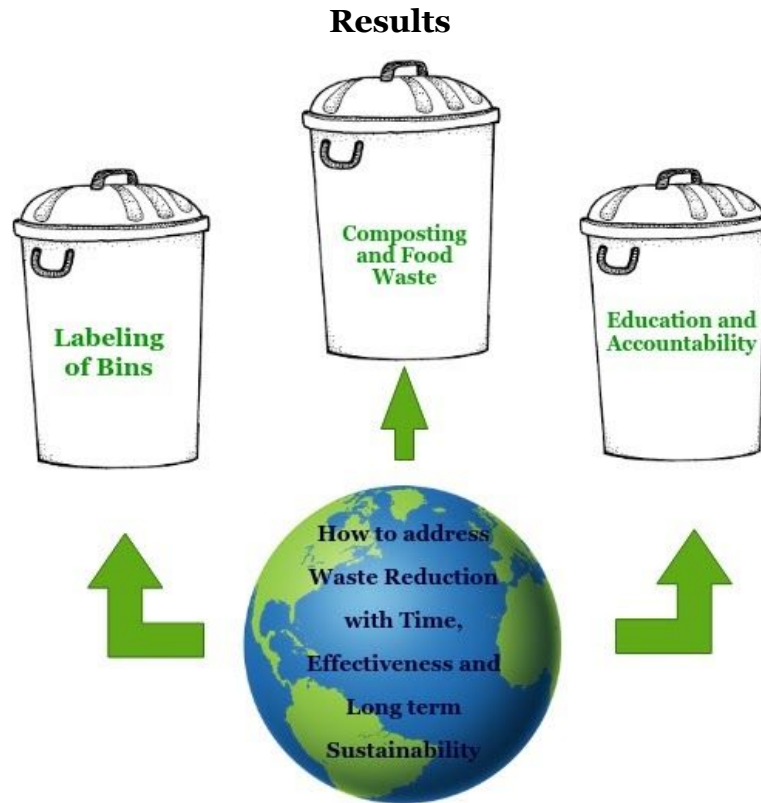 Results
Composting
and Food
Waste
Labeling
of Bins
Education and
Accountability
How to address
Waste Reduction
with Time,
Effectiveness and
Long term
Sustainability